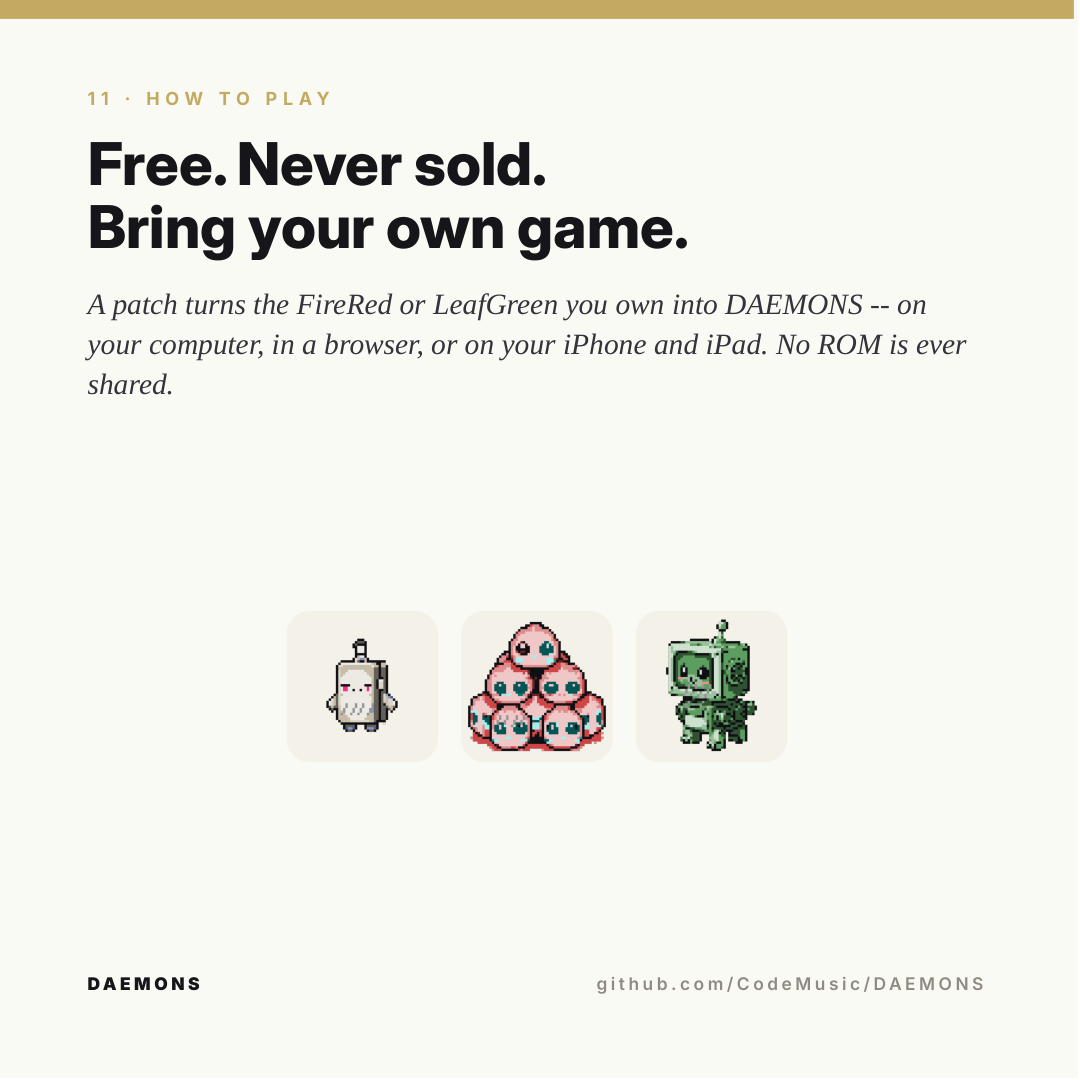 11 · HOW TO PLAY
Free. Never sold.
Bring your own game.
A patch turns the FireRed or LeafGreen you own into DAEMONS -- on
your computer, in a browser, or on your iPhone and iPad. No ROM is ever
shared.
DAEMONS
github.com/CodeMusic/DAEMONS